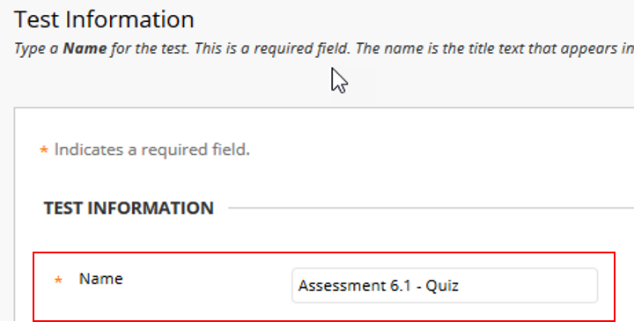 Test Information
Type a Name for the test. This is a required field. The name is the title text that appears in
* Indicates a required field.
TEST INFORMATION
* Name
Assessment 6.1 - Quiz